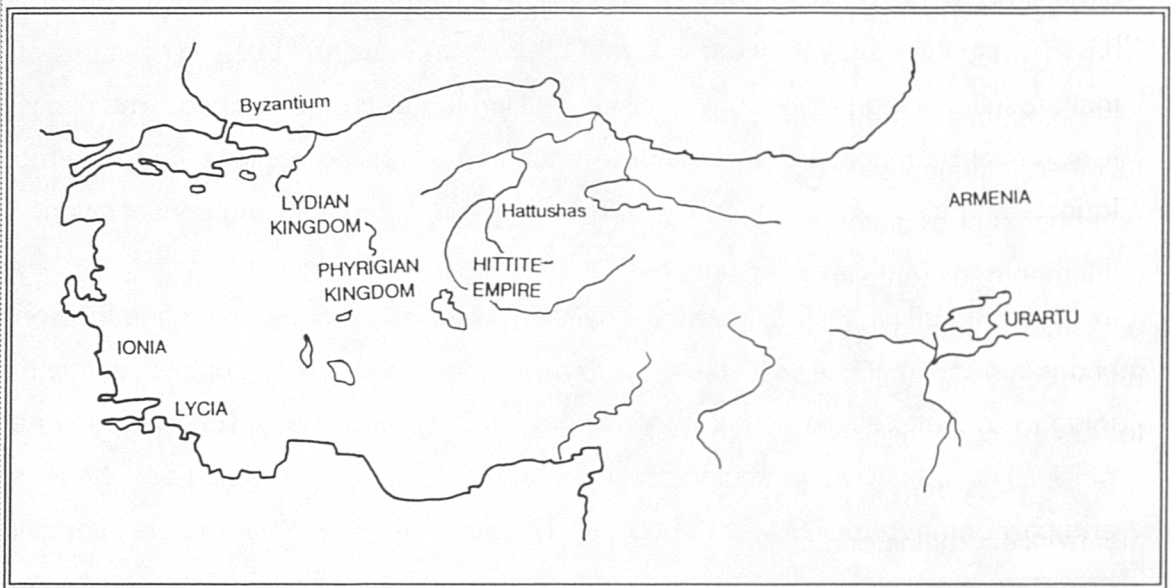 Byzantium
LYDIAN
KINGDOM
Hattushas
ARMENIA
PHYRIGIAN
KINGDOM
HITTITE-
EMPIRE
URARTU
IONIA
LYCIA